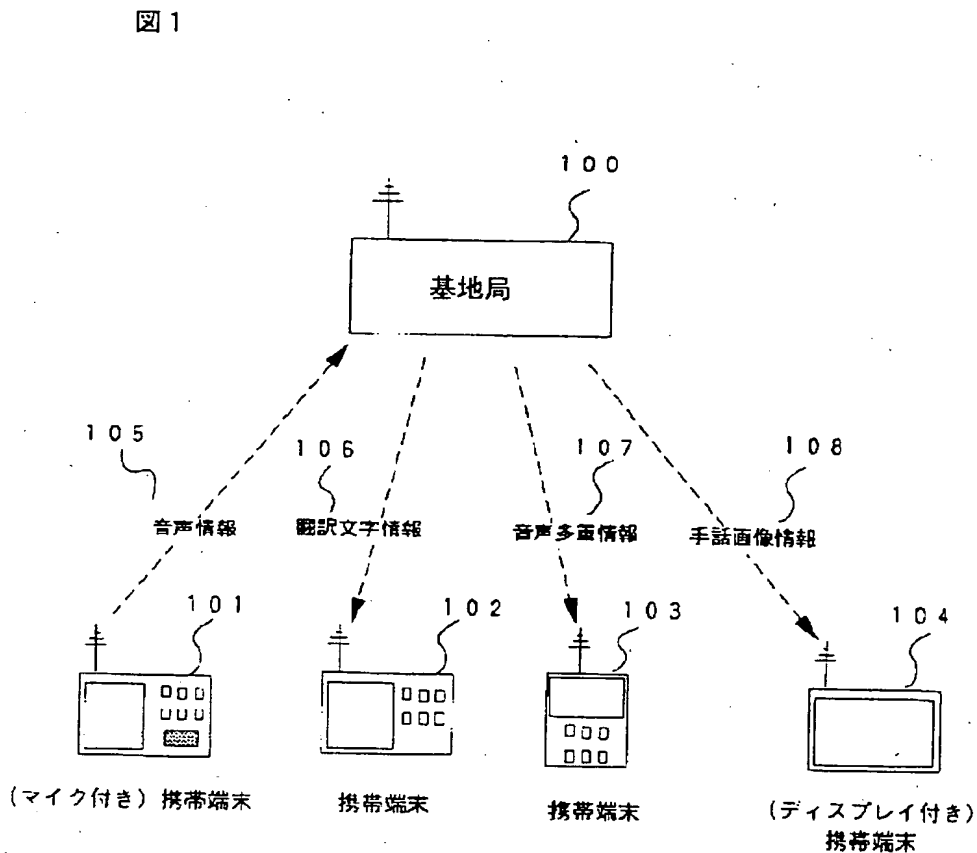 図1
100
基地局
105
106
107
108
音声情報
翻訳文字情報
音声多重情報
手話画像情報
101
102
103
104
(マイク付き) 携帯端末
携帯端末
携帯端末
(ディスプレイ付き)
携帯端末